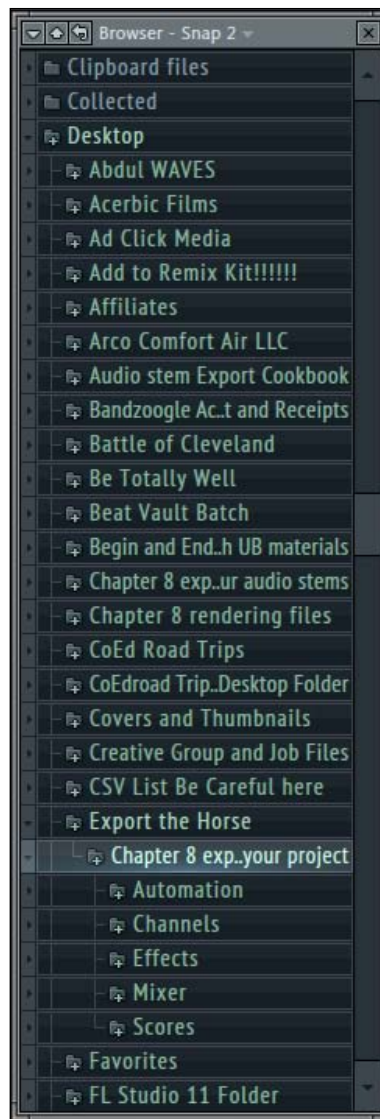 Browser - Snap 2
Clipboard files
Collected
Desktop
Abdul WAVES
Acerbic Films
Ad Click Media
Add to Remix Kit!!!!!!
Affiliates
Arco Comfort Air LLC
Audio stem Export Cookbook
Bandzoogle Ac..t and Receipts
Battle of Cleveland
Be Totally Well
Beat Vault Batch
Begin and End..h UB materials
Chapter 8 exp..ur audio stems
Chapter 8 rendering files
CoEd Road Trips
CoEdroad Trip..Desktop Folder
Covers and Thumbnails
Creative Group and Job Files
CSV List Be Careful here
Export the Horse
Chapter 8 exp..your project
Automation
Channels
Effects
Mixer
Scores
Favorites
FL Studio 11 Folder